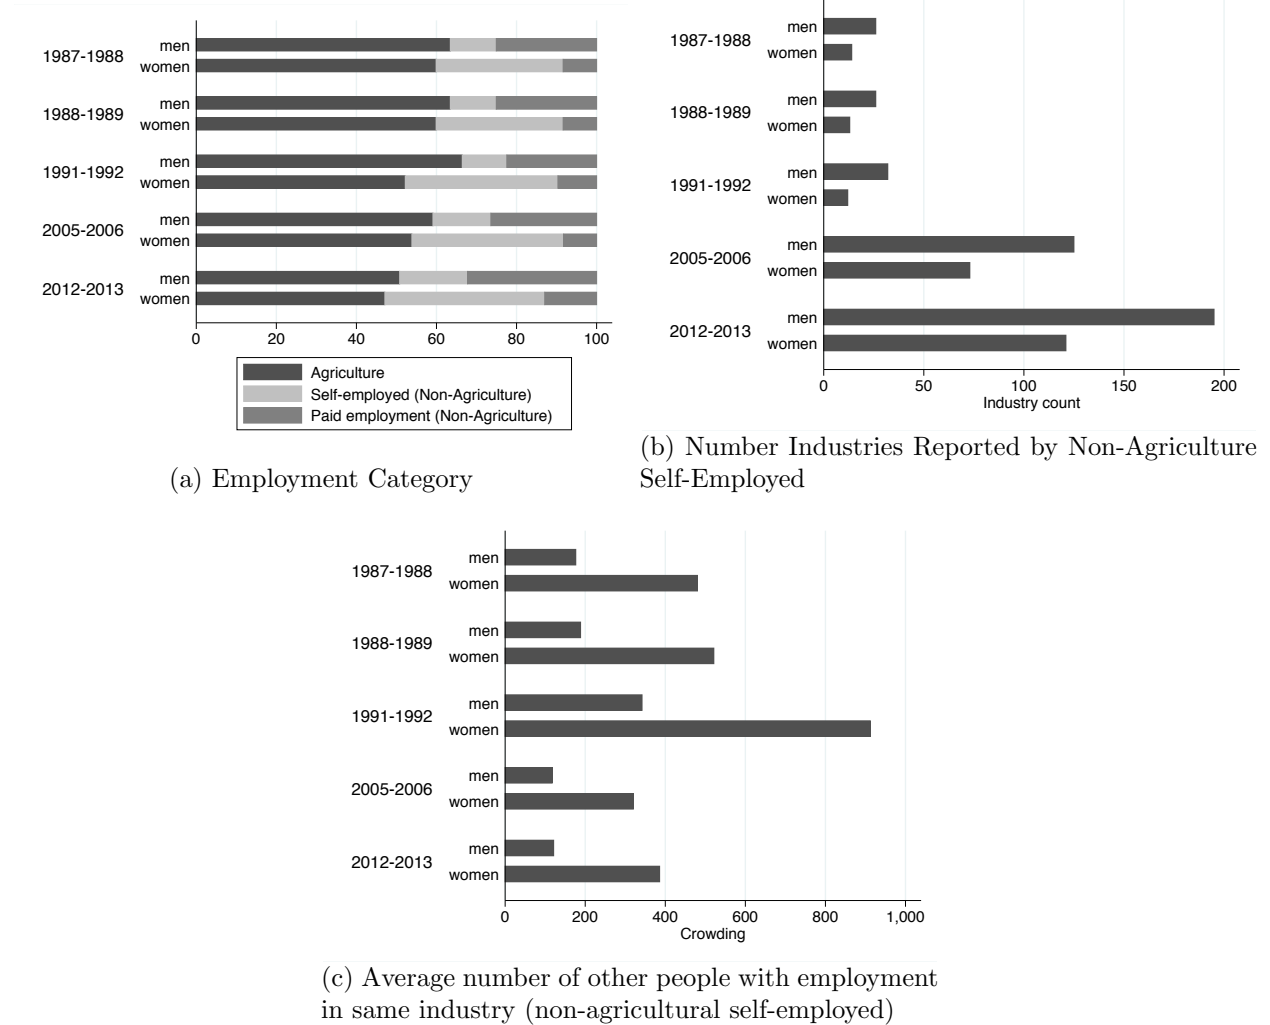 1987-1988
men
women
1988-1989
men
women
1991-1992
men
women
2005-2006
men
women
2012-2013
men
women
0 20 40 60 80 100
Agriculture
Self-employed (Non-Agriculture)
Paid employment (Non-Agriculture)
(a) Employment Category
1987-1988
men
women
1988-1989
men
women
1991-1992
men
women
2005-2006
men
women
2012-2013
men
women
0 50 100 150 200
Industry count
(b) Number Industries Reported by Non-Agriculture
Self-Employed
1987-1988
men
women
1988-1989
men
women
1991-1992
men
women
2005-2006
men
women
2012-2013
men
women
0 200 400 600 800 1,000
Crowding
(c) Average number of other people with employment
in same industry (non-agricultural self-employed)